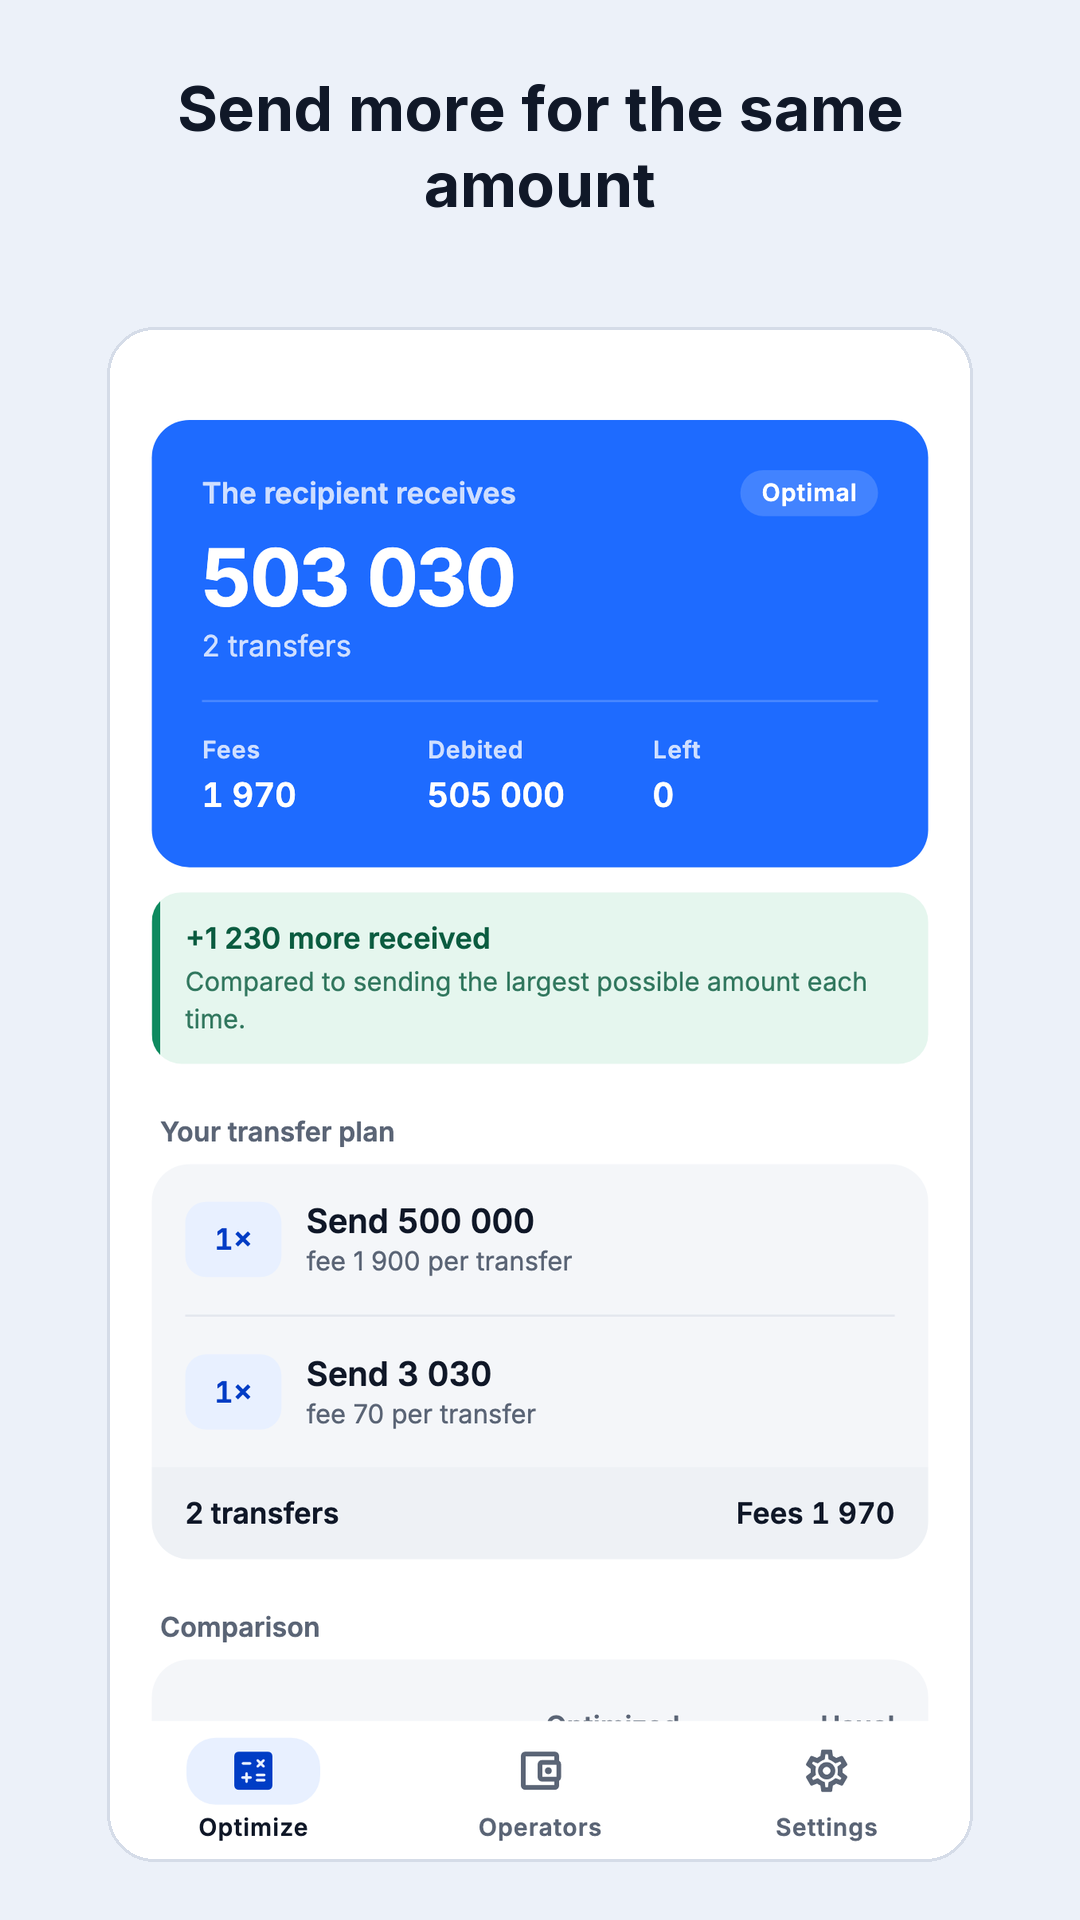 Send more for the same
amount
The recipient receives
Optimal
503 030
2 transfers
Fees
Debited
Left
1 970
505 000
0
+1 230 more received
Compared to sending the largest possible amount each
time.
Your transfer plan
1×
Send 500 000
fee 1 900 per transfer
1×
Send 3 030
fee 70 per transfer
2 transfers
Fees 1 970
Comparison
Optimized
Usual
Optimize
Operators
Settings